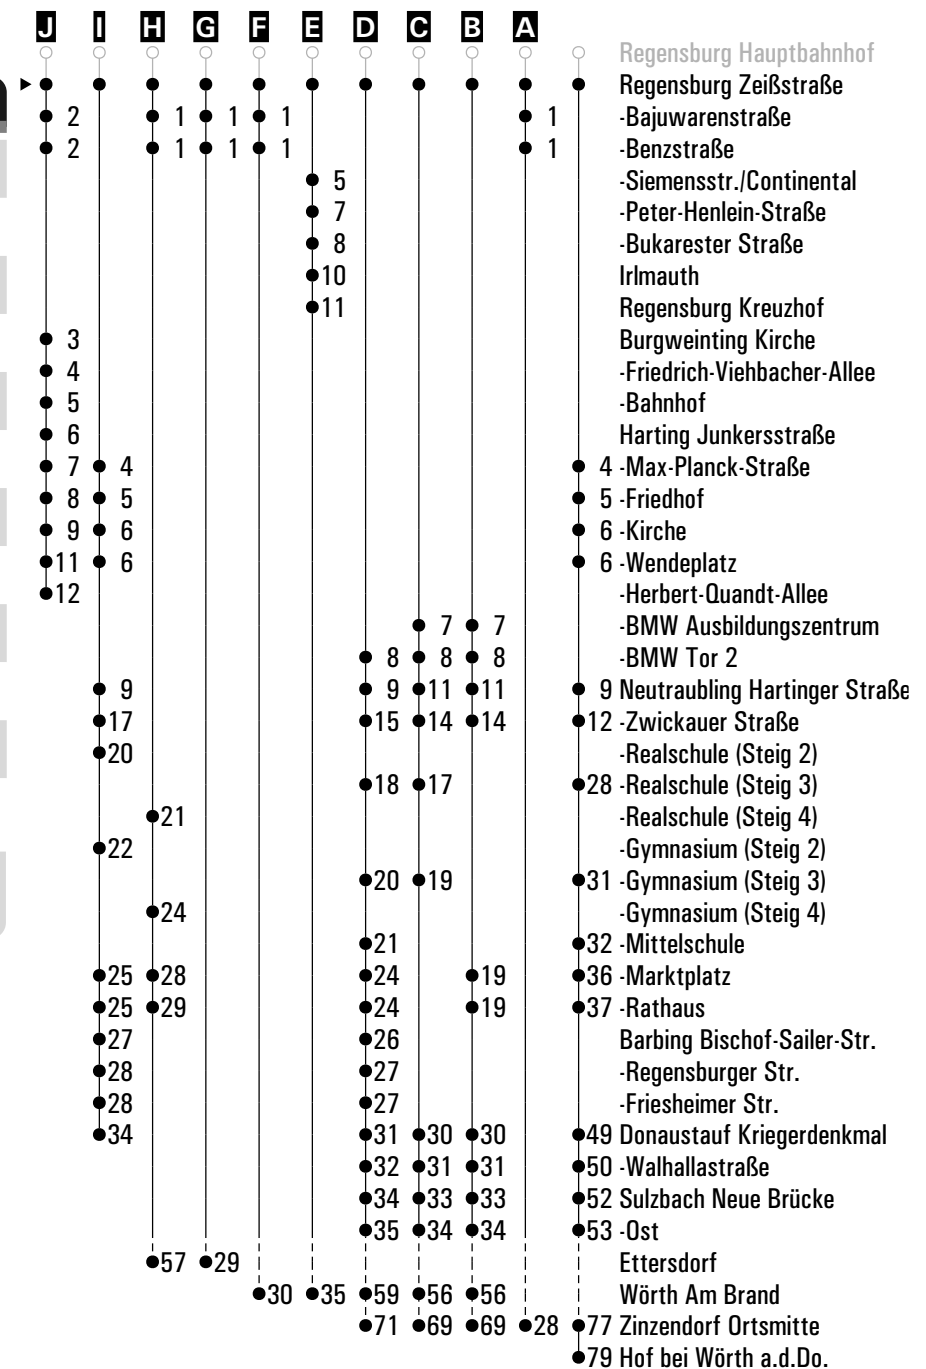 J I H G F E D C B A
Regensburg Hauptbahnhof
Regensburg Zeißstraße
2 1 1 1 1 -Bajuwarenstraße
2 1 1 1 1 -Benzstraße
5 -Siemensstr./Continental
7 -Peter-Henlein-Straße
8 -Bukarester Straße
10 Irlmauth
11 Regensburg Kreuzhof
3 Burgweinting Kirche
4 -Friedrich-Viehbacher-Allee
5 -Bahnhof
6 Harting Junkersstraße
7 4 4 -Max-Planck-Straße
8 5 5 -Friedhof
9 6 6 -Kirche
11 6 6 -Wendeplatz
12 -Herbert-Quandt-Allee
7 7 -BMW Ausbildungszentrum
8 8 8 -BMW Tor 2
9 9 11 11 9 Neutraubling Hartinger Straße
17 15 14 14 12 -Zwickauer Straße
20 -Realschule (Steig 2)
18 17 28 -Realschule (Steig 3)
21 -Realschule (Steig 4)
22 -Gymnasium (Steig 2)
20 19 31 -Gymnasium (Steig 3)
24 -Gymnasium (Steig 4)
21 32 -Mittelschule
25 28 24 19 36 -Marktplatz
25 29 24 19 37 -Rathaus
27 26 Barbing Bischof-Sailer-Str.
28 27 -Regensburger Str.
28 27 -Friesheimer Str.
34 31 30 30 49 Donaustauf Kriegerdenkmal
32 31 31 50 -Walhallastraße
34 33 33 52 Sulzbach Neue Brücke
35 34 34 53 -Ost
57 29 Ettersdorf
30 35 59 56 56 Wörth Am Brand
71 69 69 28 77 Zinzendorf Ortsmitte
79 Hof bei Wörth a.d.Do.